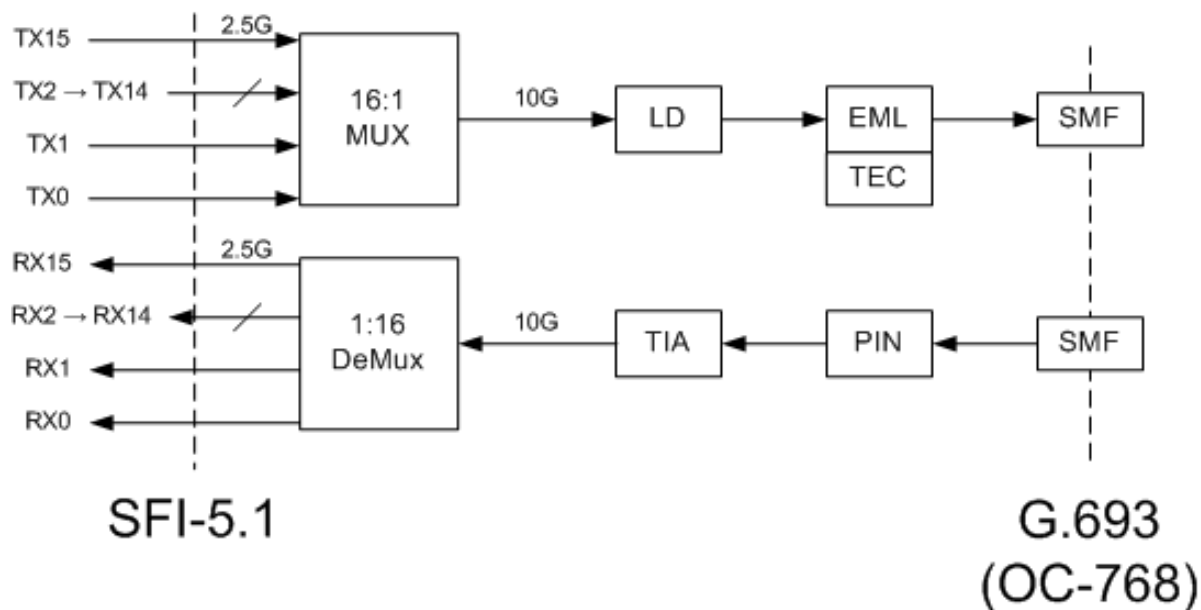 TX15
2.5G
TX2 → TX14
TX1
TX0
16:1
MUX
10G
LD
EML
TEC
SMF
RX15
2.5G
RX2 → RX14
RX1
RX0
1:16
DeMux
10G
TIA
PIN
SMF
SFI-5.1
G.693
(OC-768)